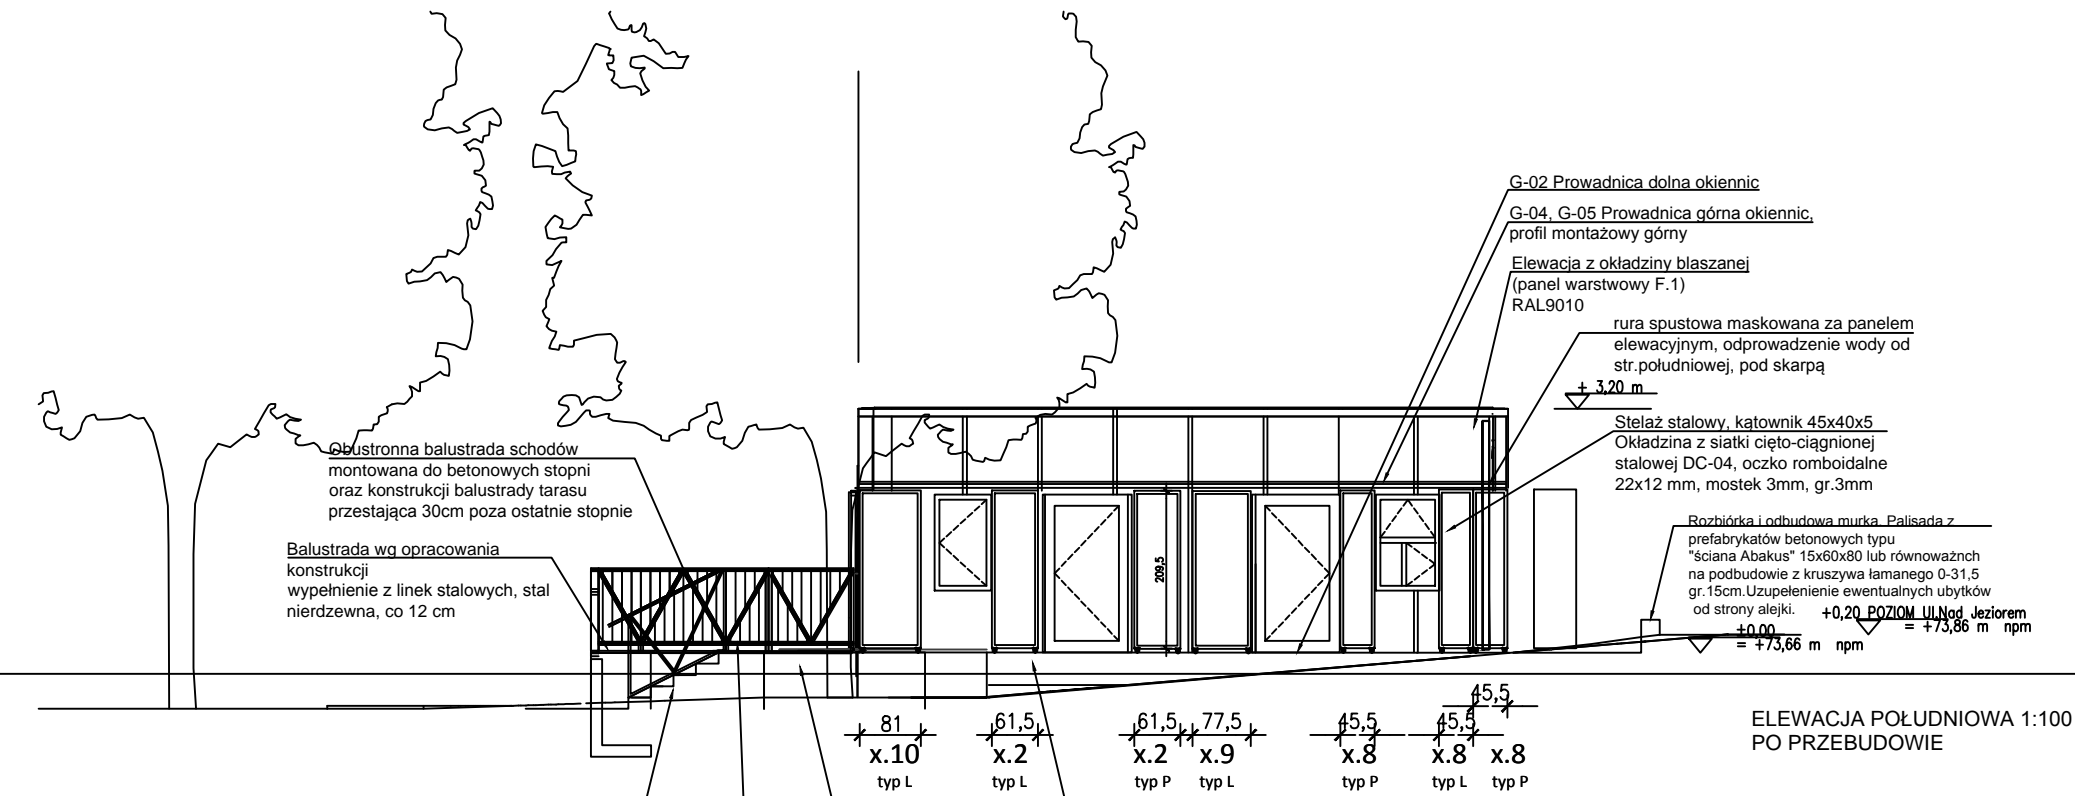 G-02 Prowadnica dolna okiennic
G-04, G-05 Prowadnica górna okiennic,
profil montażowy górny
Elewacja z okładziny blaszanej
(panel warstwowy F.1)
RAL9010
rura spustowa maskowana za panelem
elewacyjnym, odprowadzenie wody od
str.południowej, pod skarpą
+ 3,20 m
Stelaż stalowy, kątownik 45x40x5
Okładzina z siatki cięto-ciągnionej
stalowej DC-04, oczko romboidalne
22x12 mm, mostek 3mm, gr.3mm
Obustronna balustrada schodów
montowana do betonowych stopni
oraz konstrukcji balustrady tarasu
przestająca 30cm poza ostatnie stopnie
Balustrada wg opracowania
konstrukcji
wypełnienie z linek stalowych, stal
nierdzewna, co 12 cm
209,5
Rozbiórka i odbudowa murka. Palisada z
prefabrykatów betonowych typu
"ściana Abakus" 15x60x80 lub równoważnch
na podbudowie z kruszywa łamanego 0-31,5
gr.15cm.Uzupełenienie ewentualnych ubytków
od strony alejki.
+0,20 POZIOM Ul.Nad Jeziorem
= +73,86 m npm
±0,00
= +73,66 m npm
81 61,5 61,5 77,5 45,5 45,5 45,5
x.10 x.2 x.2 x.9 x.8 x.8 x.8
typ L typ L typ P typ L typ P typ L typ P
ELEWACJA POŁUDNIOWA 1:100
PO PRZEBUDOWIE